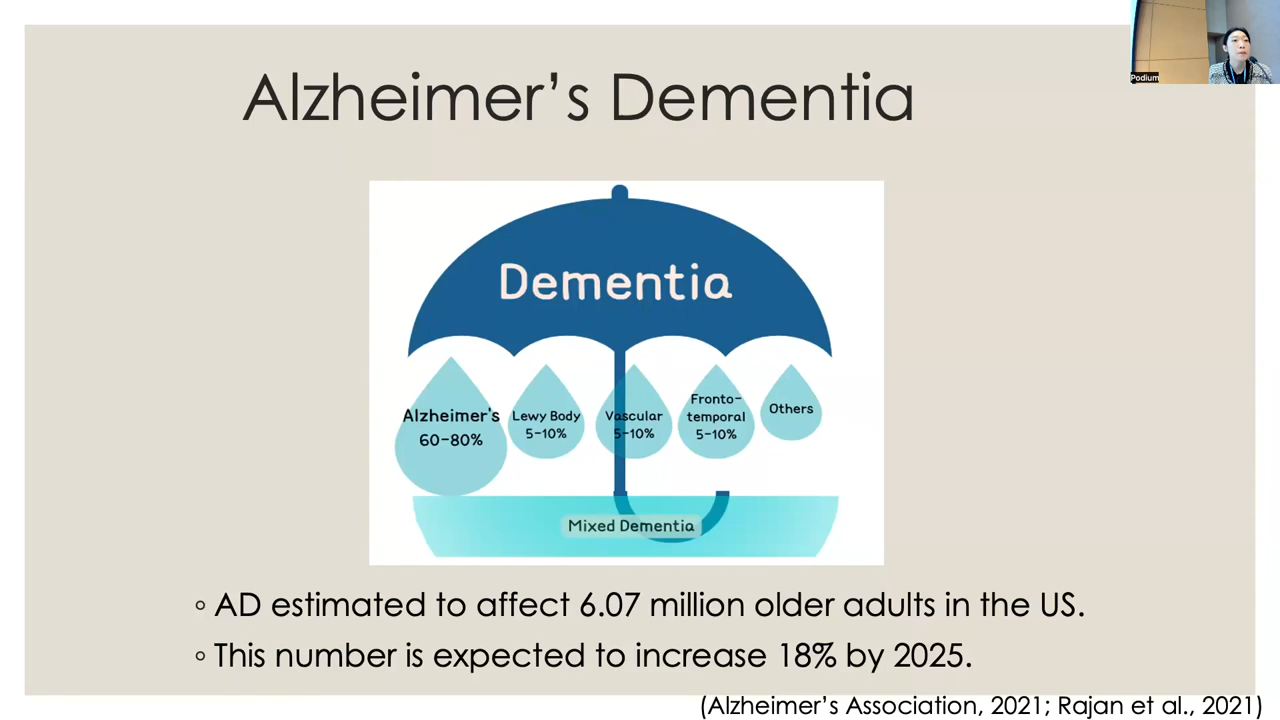 Podium
Alzheimer’s Dementia
Dementia
Alzheimer's
60-80%
Lewy Body
5-10%
Vascular
5-10%
Fronto-
temporal
5-10%
Others
Mixed Dementia
◦ AD estimated to affect 6.07 million older adults in the US.
◦ This number is expected to increase 18% by 2025.
(Alzheimer’s Association, 2021; Rajan et al., 2021)